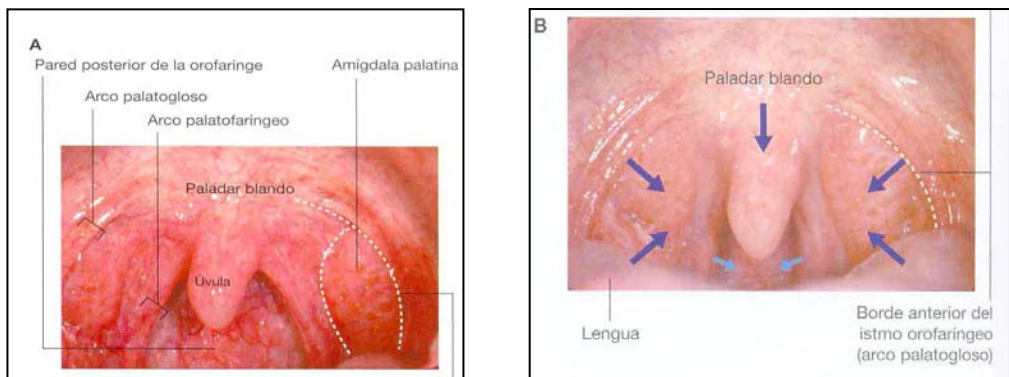 A
Pared posterior de la orofaringe
Amigdala palatina
Arco palatogloso
Arco palatofaríngeo
Paladar blando
Úvula
B
Paladar blando
Lengua
Borde anterior del
istmo orofaríngeo
(arco palatogloso)